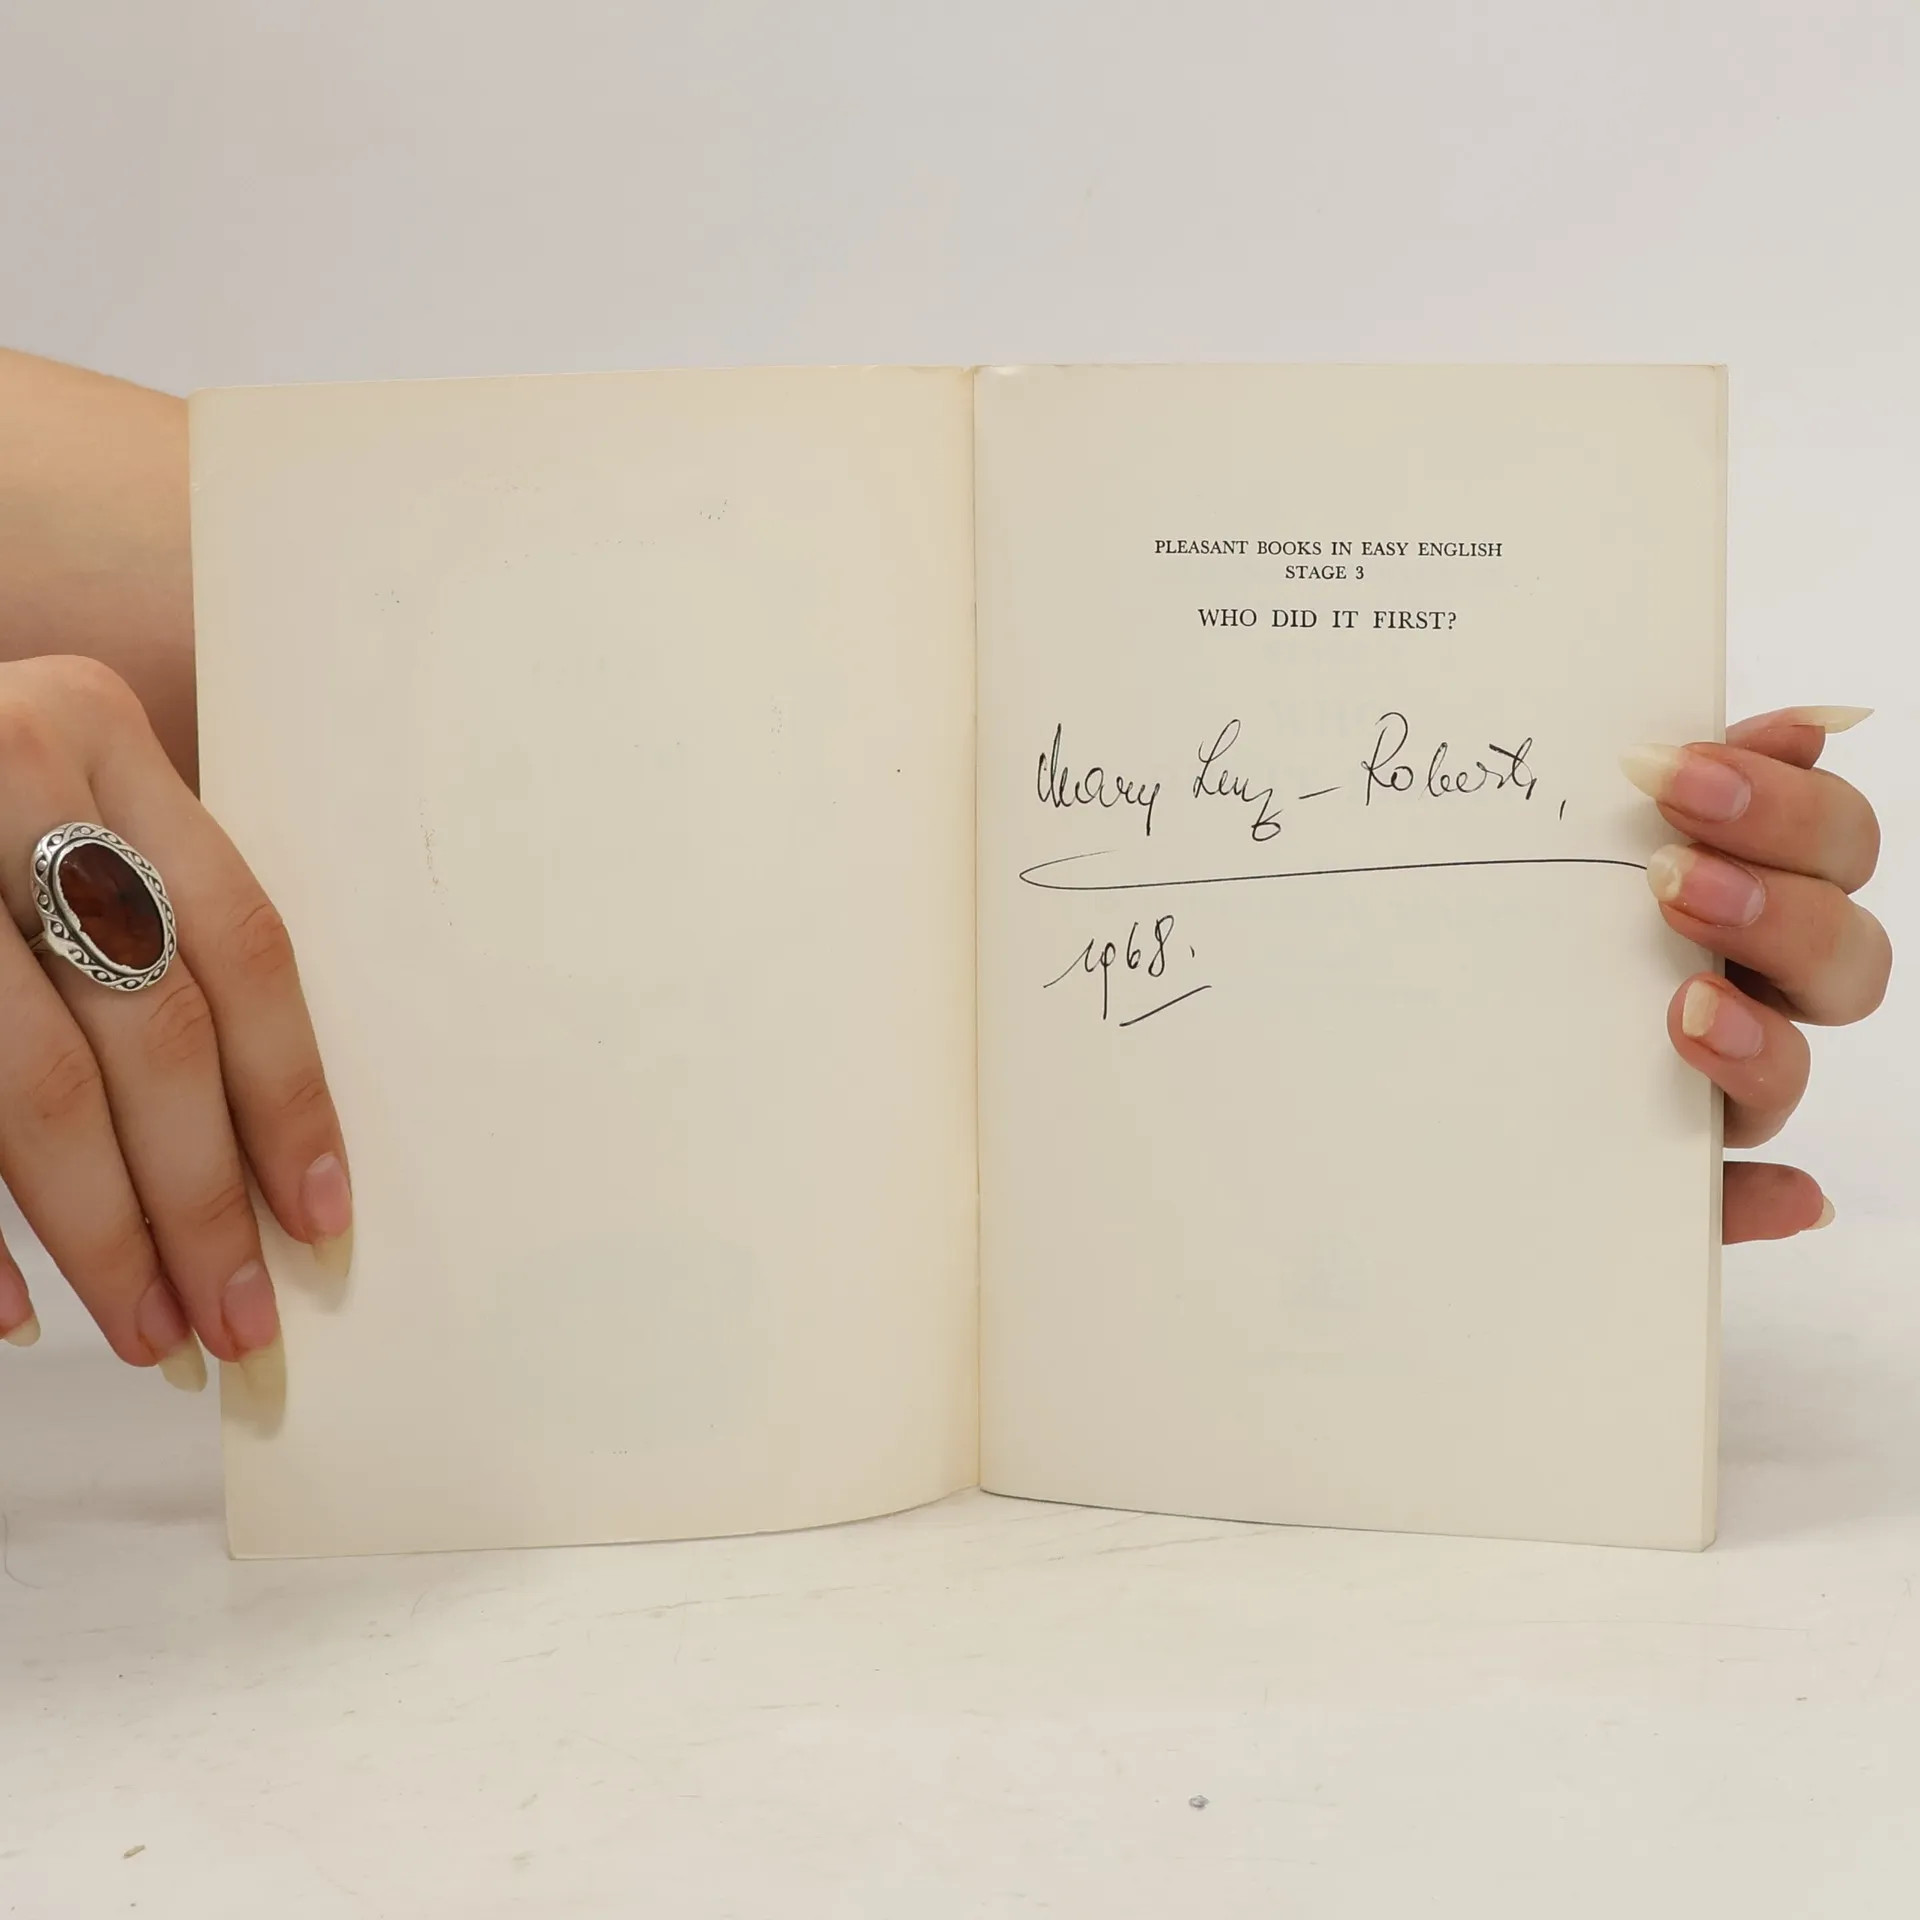 PLEASANT BOOKS IN EASY ENGLISH
STAGE 3
WHO DID IT FIRST?
Mary Lenz - Roberts,
1968.